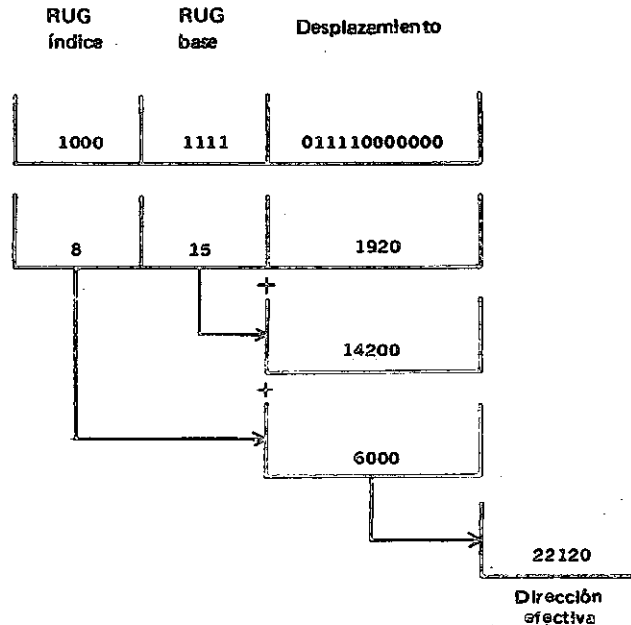 RUG índice
RUG base
Desplazamiento
1000 1111 011110000000
8 15 1920
+
14200
+
6000
22120
Dirección
efectiva